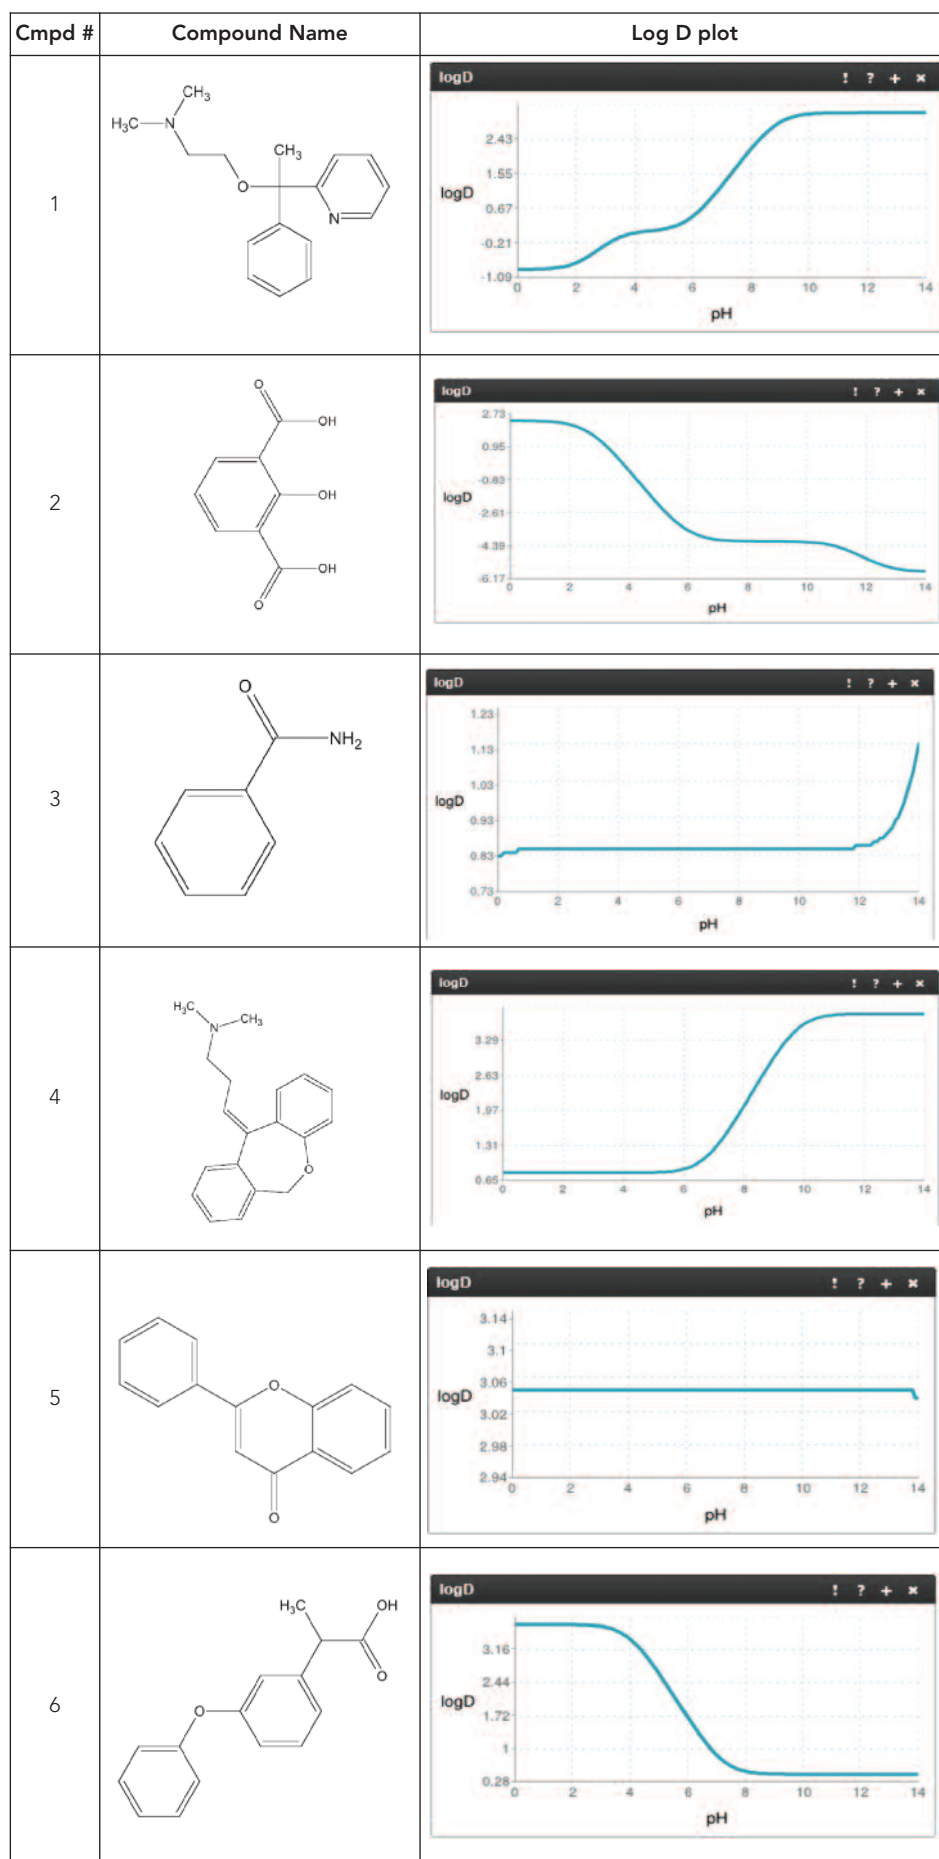 Cmpd # Compound Name Log D plot
1
H₃C CH₃
N
O CH₃
N
logD ! ? + ×
2.43
1.55
logD 0.67
-0.21
-1.09
0 2 4 6 8 10 12 14
pH
2
O
OH
OH
OH
O
logD ! ? + ×
2.73
0.95
-0.83
logD
-2.61
-4.39
-6.17
0 2 4 6 8 10 12 14
pH
3
O
NH₂
logD ! ? + ×
1.23
1.13
1.03
logD
0.93
0.83
0.73
0 2 4 6 8 10 12 14
pH
4
H₃C
N CH₃
O
logD ! ? + ×
3.29
2.63
logD
1.97
1.31
0.65
0 2 4 6 8 10 12 14
pH
5
O
O
logD ! ? + ×
3.14
3.1
3.06
logD
3.02
2.98
2.94
0 2 4 6 8 10 12 14
pH
6
H₃C OH
O
O
logD ! ? + ×
3.16
2.44
logD
1.72
1
0.28
0 2 4 6 8 10 12 14
pH